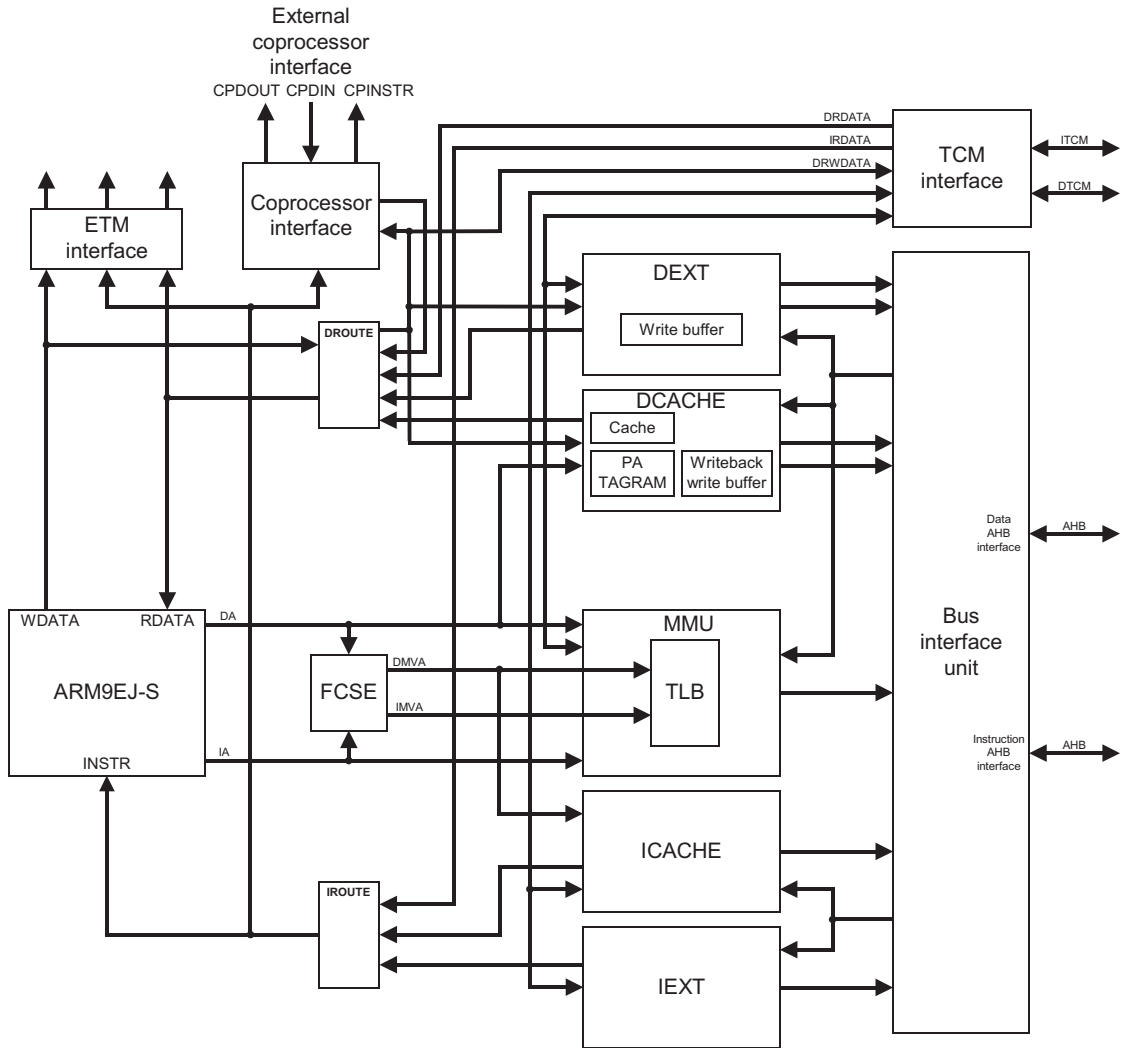 External
coprocessor
interface
CPDOUT CPDIN CPINSTR
DRDATA
IRDATA
DRWDATA
TCM
interface
ITCM
DTCM
Coprocessor
interface
ETM
interface
DEXT
Write buffer
DROUTE
DCACHE
Cache
PA
TAGRAM
Writeback
write buffer
Data
AHB
interface
AHB
WDATA
RDATA
DA
MMU
Bus
interface
unit
ARM9EJ-S
FCSE
DMVA
IMVA
TLB
IA
INSTR
Instruction
AHB
interface
AHB
ICACHE
IROUTE
IEXT